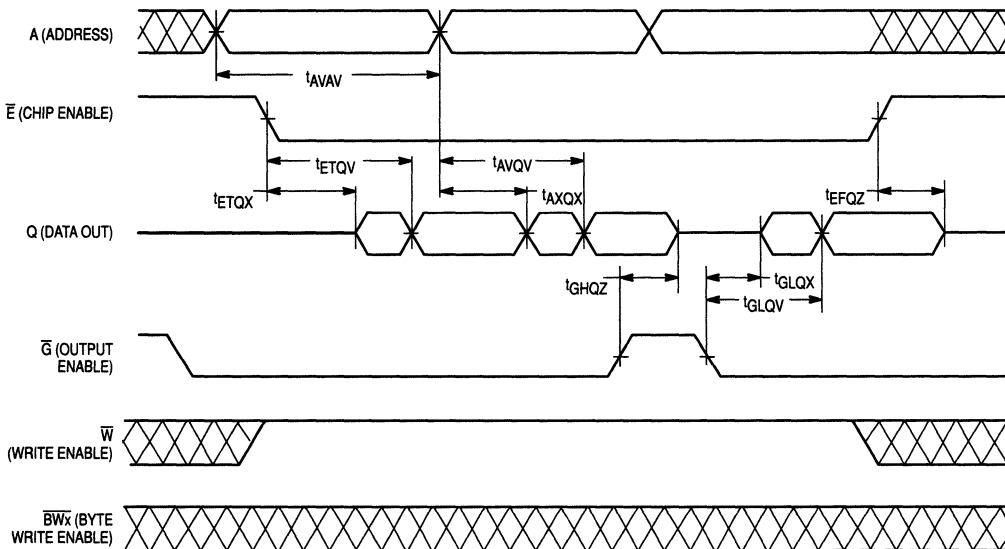 A (ADDRESS)
tAVAV
E̅ (CHIP ENABLE)
tETQV
tAVQV
tETQX
tAXQX
tEFQZ
Q (DATA OUT)
tGHQZ
tGLQX
tGLQV
G̅ (OUTPUT
ENABLE)
W̅
(WRITE ENABLE)
B̅W̅x̅ (BYTE
WRITE ENABLE)